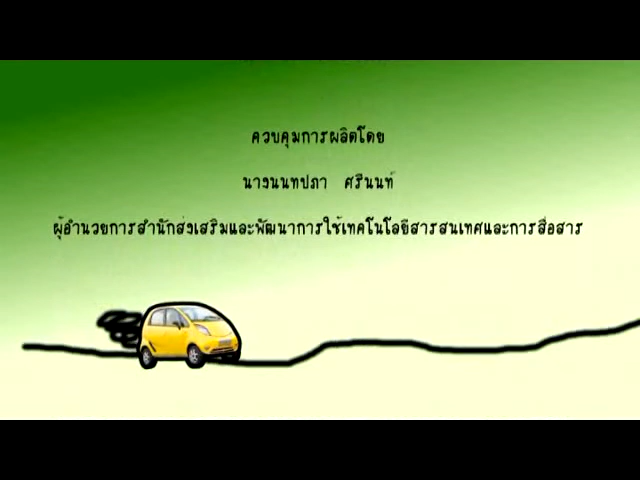 ควบคุมการผลิตโดย
นางนนทปภา ศรีนนท์
ผู้อำนวยการสำนักส่งเสริมและพัฒนาการใช้เทคโนโลยีสารสนเทศและการสื่อสาร